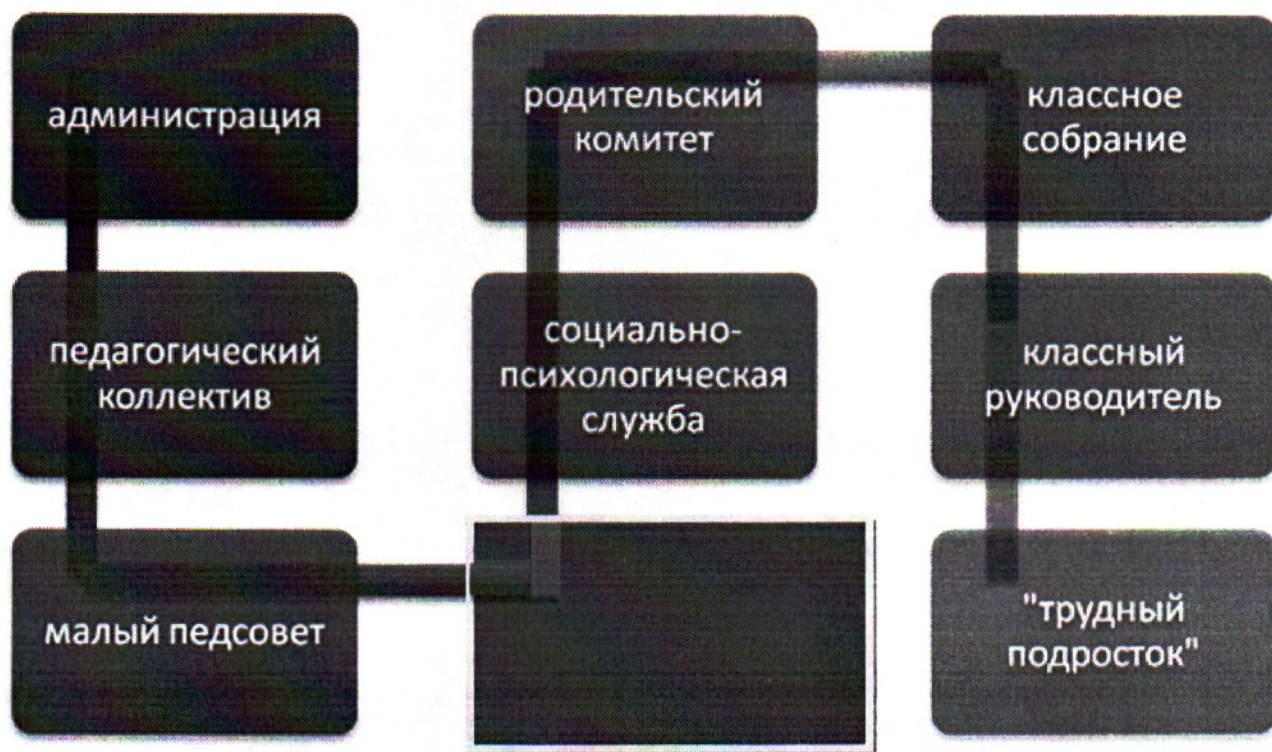 администрация
педагогический
коллектив
малый педсовет
социально-
психологическая
служба
родительский
комитет
классное
собрание
классный
руководитель
"трудный
подросток"